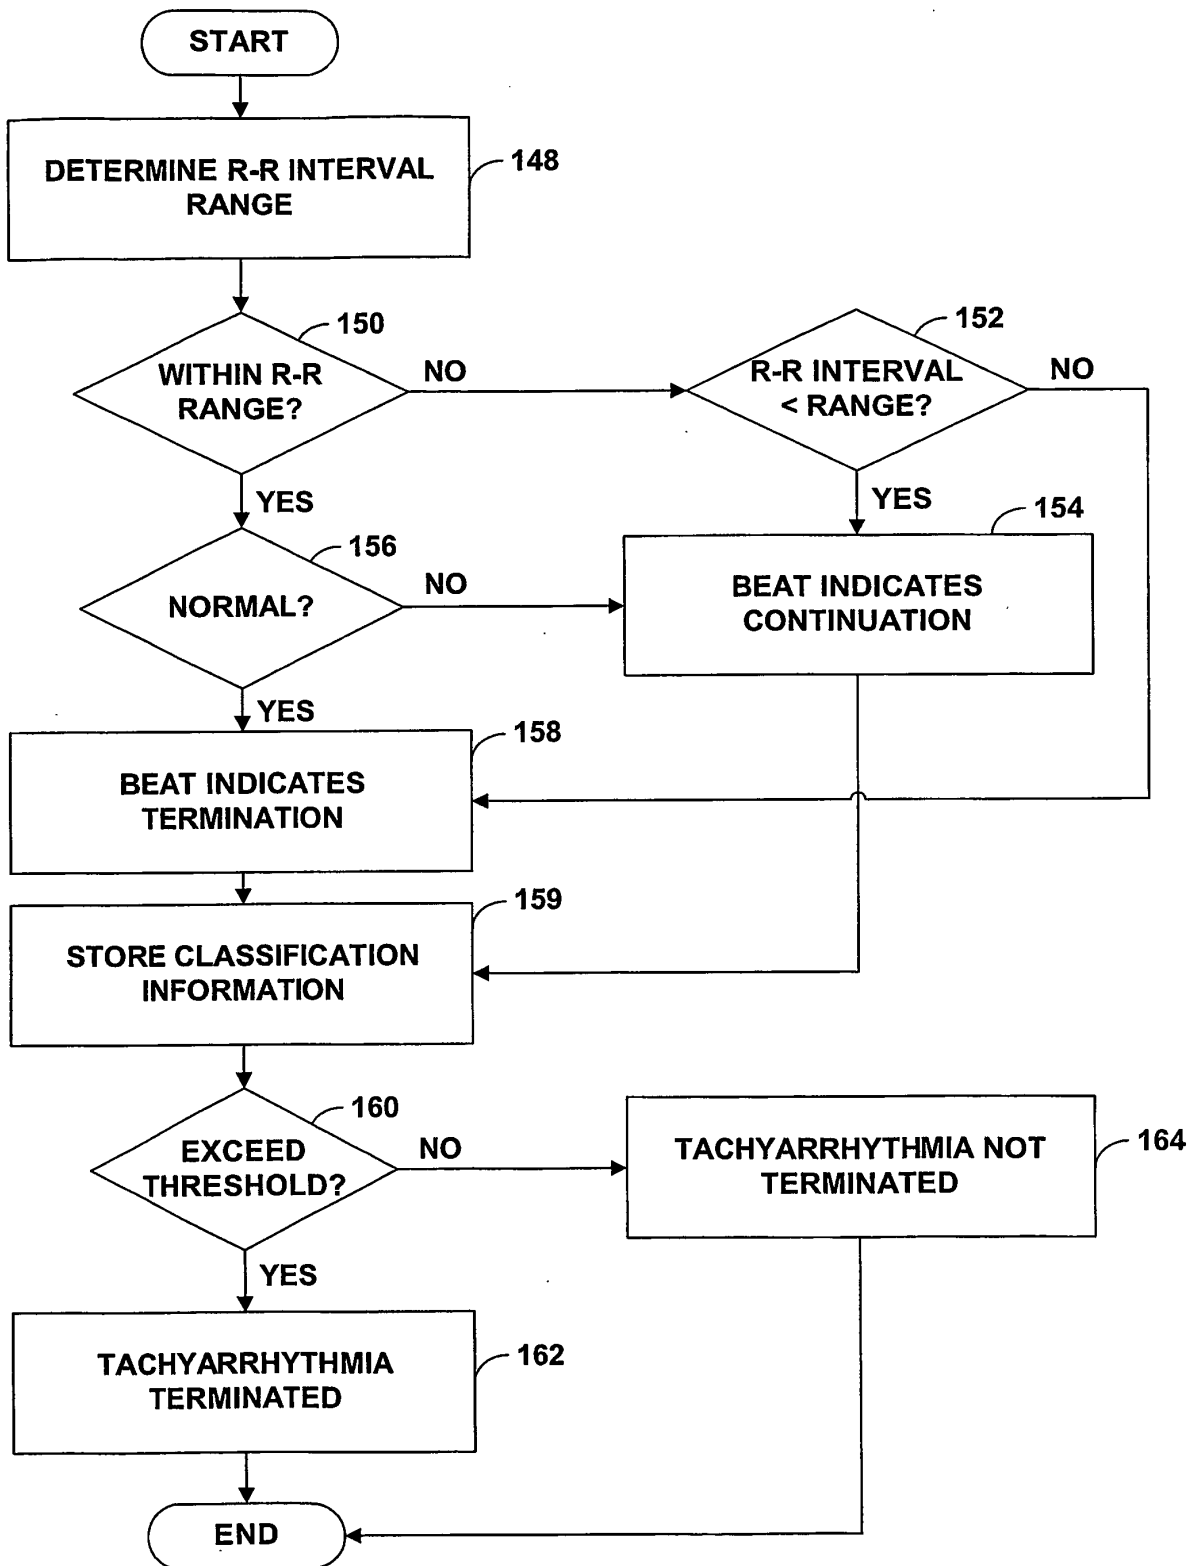 START
DETERMINE R-R INTERVAL
RANGE
148
150
WITHIN R-R
RANGE?
NO
152
R-R INTERVAL
< RANGE?
NO
YES
YES
156
NORMAL?
NO
154
BEAT INDICATES
CONTINUATION
YES
158
BEAT INDICATES
TERMINATION
159
STORE CLASSIFICATION
INFORMATION
160
EXCEED
THRESHOLD?
NO
TACHYARRHYTHMIA NOT
TERMINATED
164
YES
TACHYARRHYTHMIA
TERMINATED
162
END